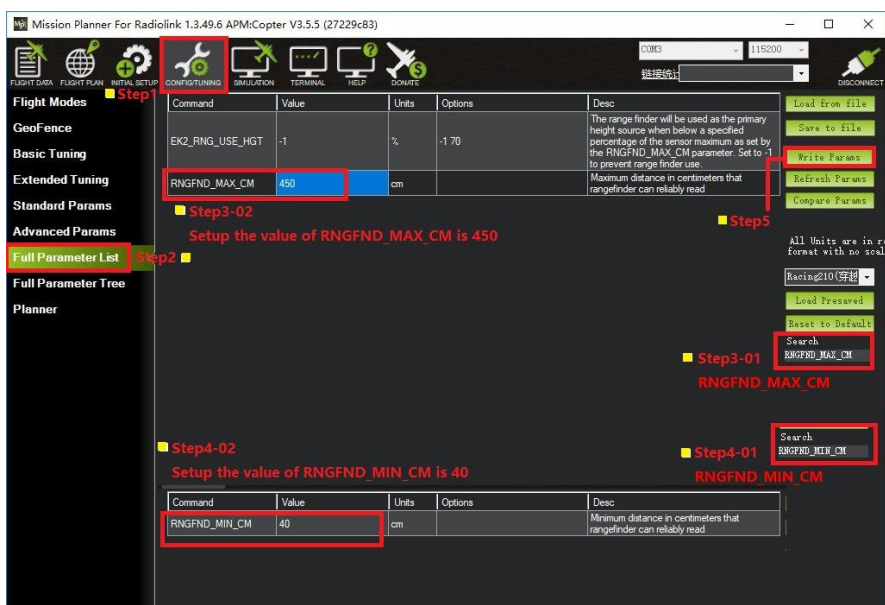 Mission Planner For Radiolink 1.3.49.6 APM:Copter V3.5.5 (27229c83)
FLIGHT DATA
FLIGHT PLAN
INITIAL SETUP
CONFIG/TUNING
SIMULATION
TERMINAL
HELP
DONATE
COM3
115200
链接统计
DISCONNECT
Step1
Flight Modes
GeoFence
Basic Tuning
Extended Tuning
Standard Params
Advanced Params
Full Parameter List
Step2
Full Parameter Tree
Planner
Command Value Units Options Desc
EK2_RNG_USE_HGT -1 % -1 70
The range finder will be used as the primary
height source when below a specified
percentage of the sensor maximum as set by
the RNGFND_MAX_CM parameter. Set to -1
to prevent range finder use.
RNGFND_MAX_CM 450 cm
Maximum distance in centimeters that
rangefinder can reliably read
Step3-02
Setup the value of RNGFND_MAX_CM is 450
Load from file
Save to file
Write Params
Refresh Params
Compare Params
Step5
All Units are in r
format with no scal
Racing210(穿越
Load Presaved
Reset to Default
Search
RNGFND_MAX_CM
Step3-01
RNGFND_MAX_CM
Search
RNGFND_MIN_CM
Step4-01
RNGFND_MIN_CM
Step4-02
Setup the value of RNGFND_MIN_CM is 40
Command Value Units Options Desc
RNGFND_MIN_CM 40 cm
Minimum distance in centimeters that
rangefinder can reliably read